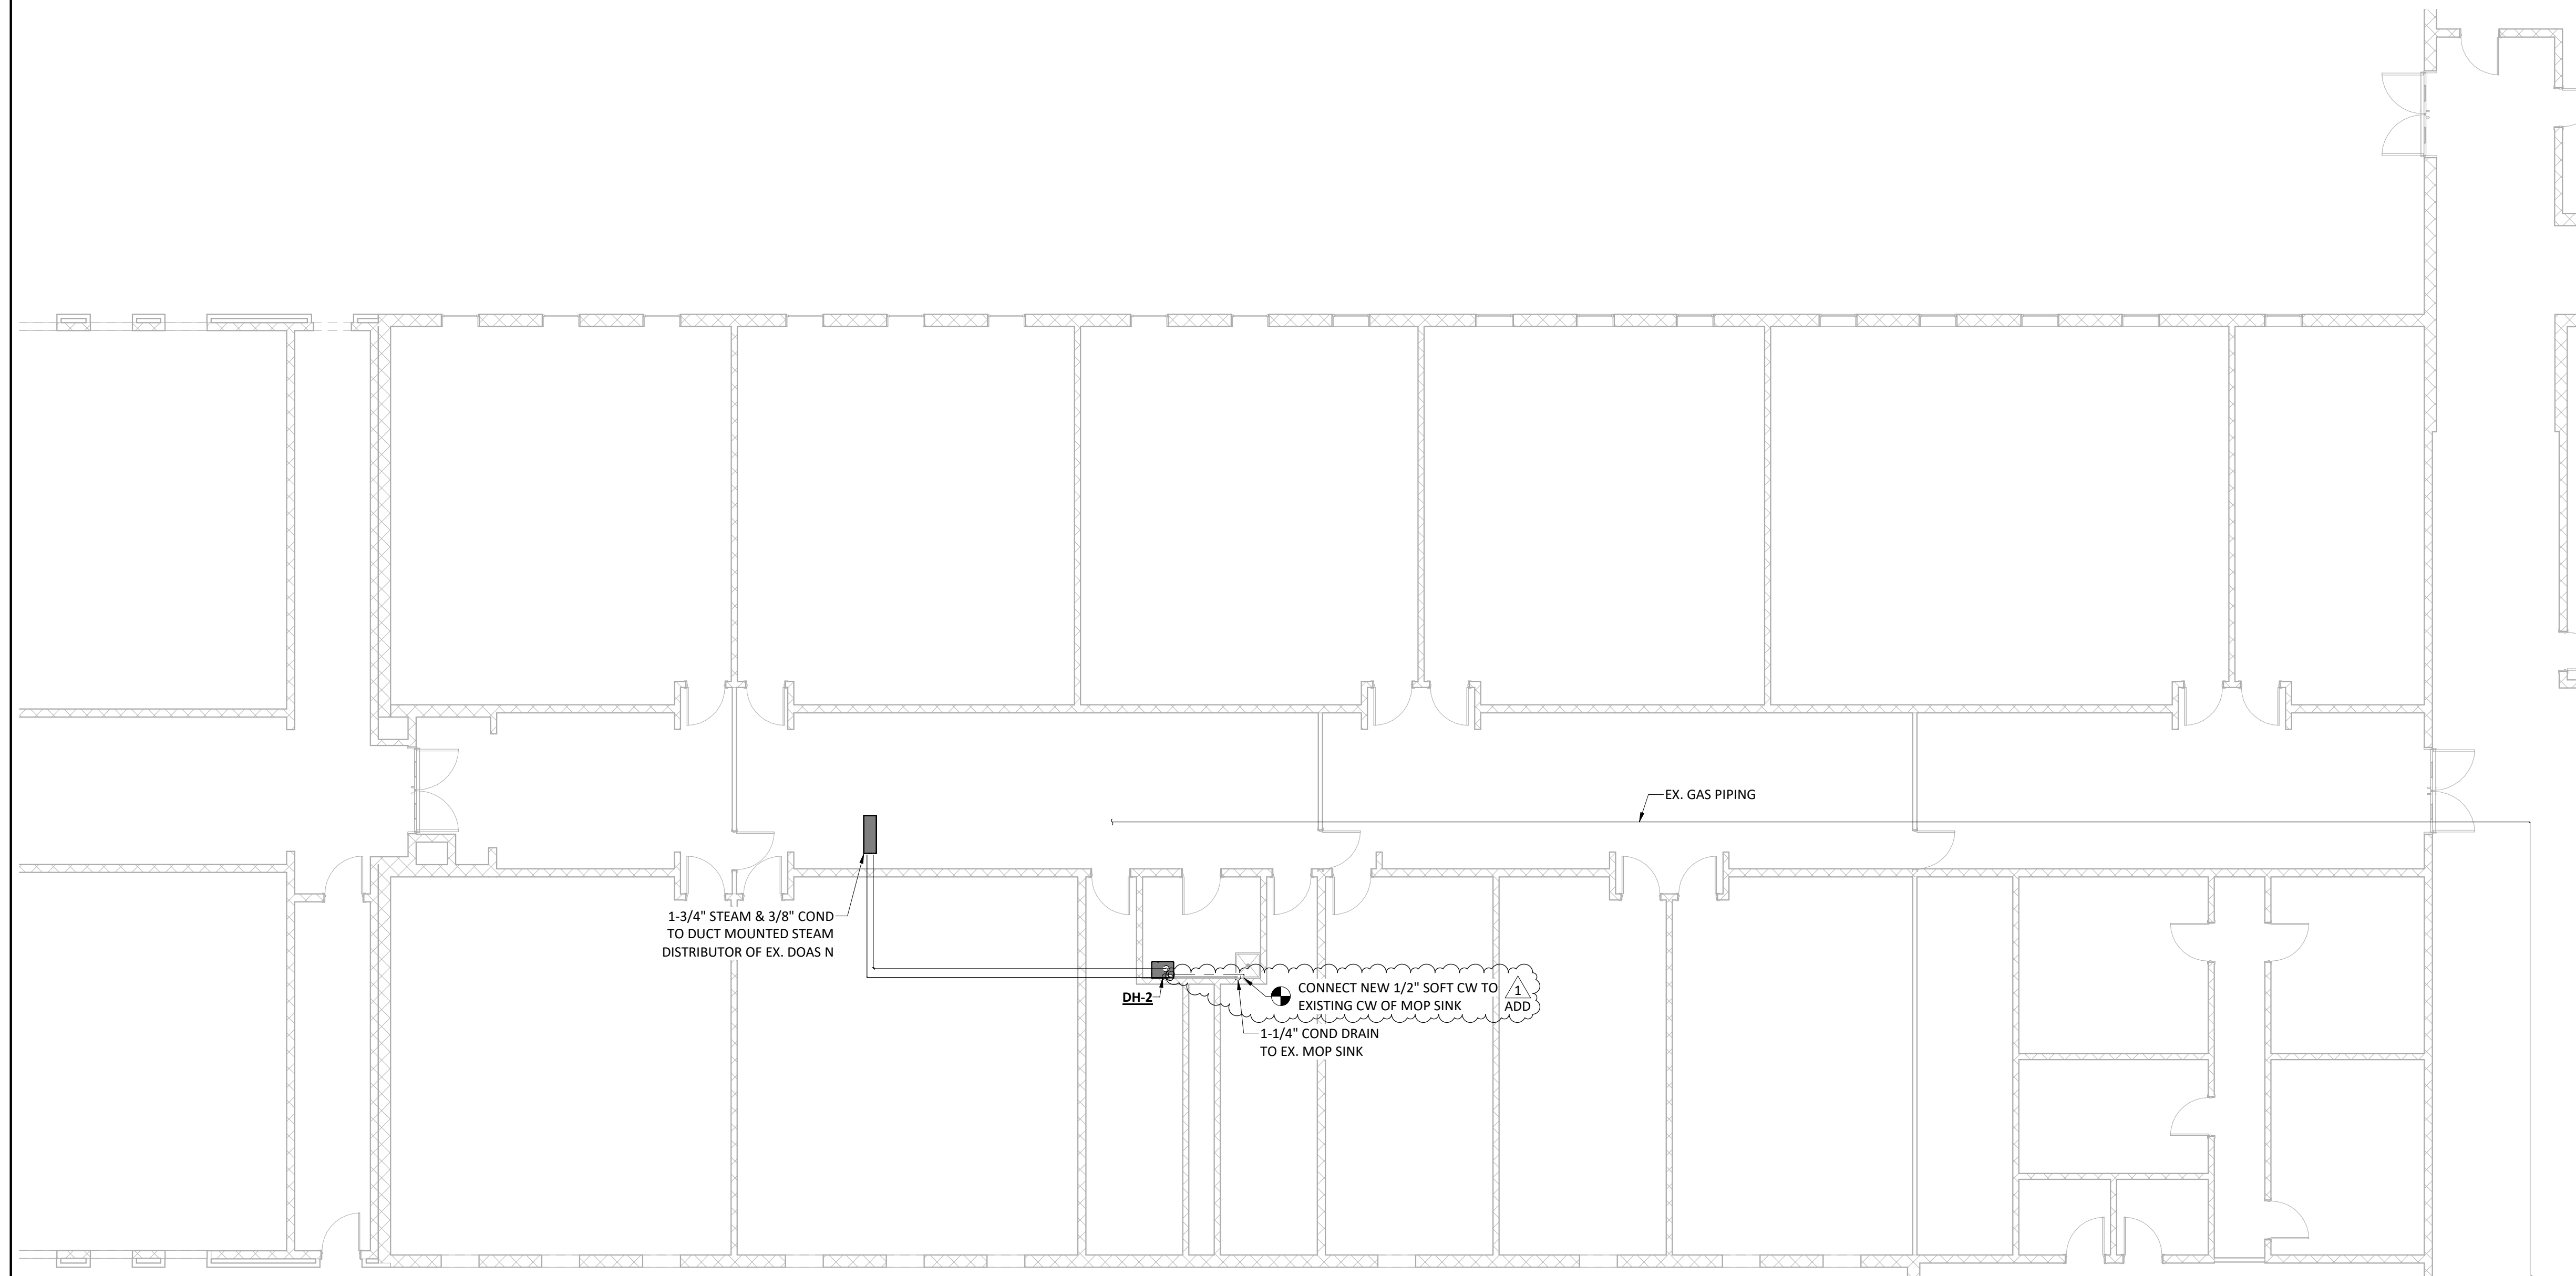 EX. GAS PIPING
1-3/4" STEAM & 3/8" COND
TO DUCT MOUNTED STEAM
DISTRIBUTOR OF EX. DOAS N
DH-2
CONNECT NEW 1/2" SOFT CW TO
EXISTING CW OF MOP SINK
1
ADD
1-1/4" COND DRAIN
TO EX. MOP SINK